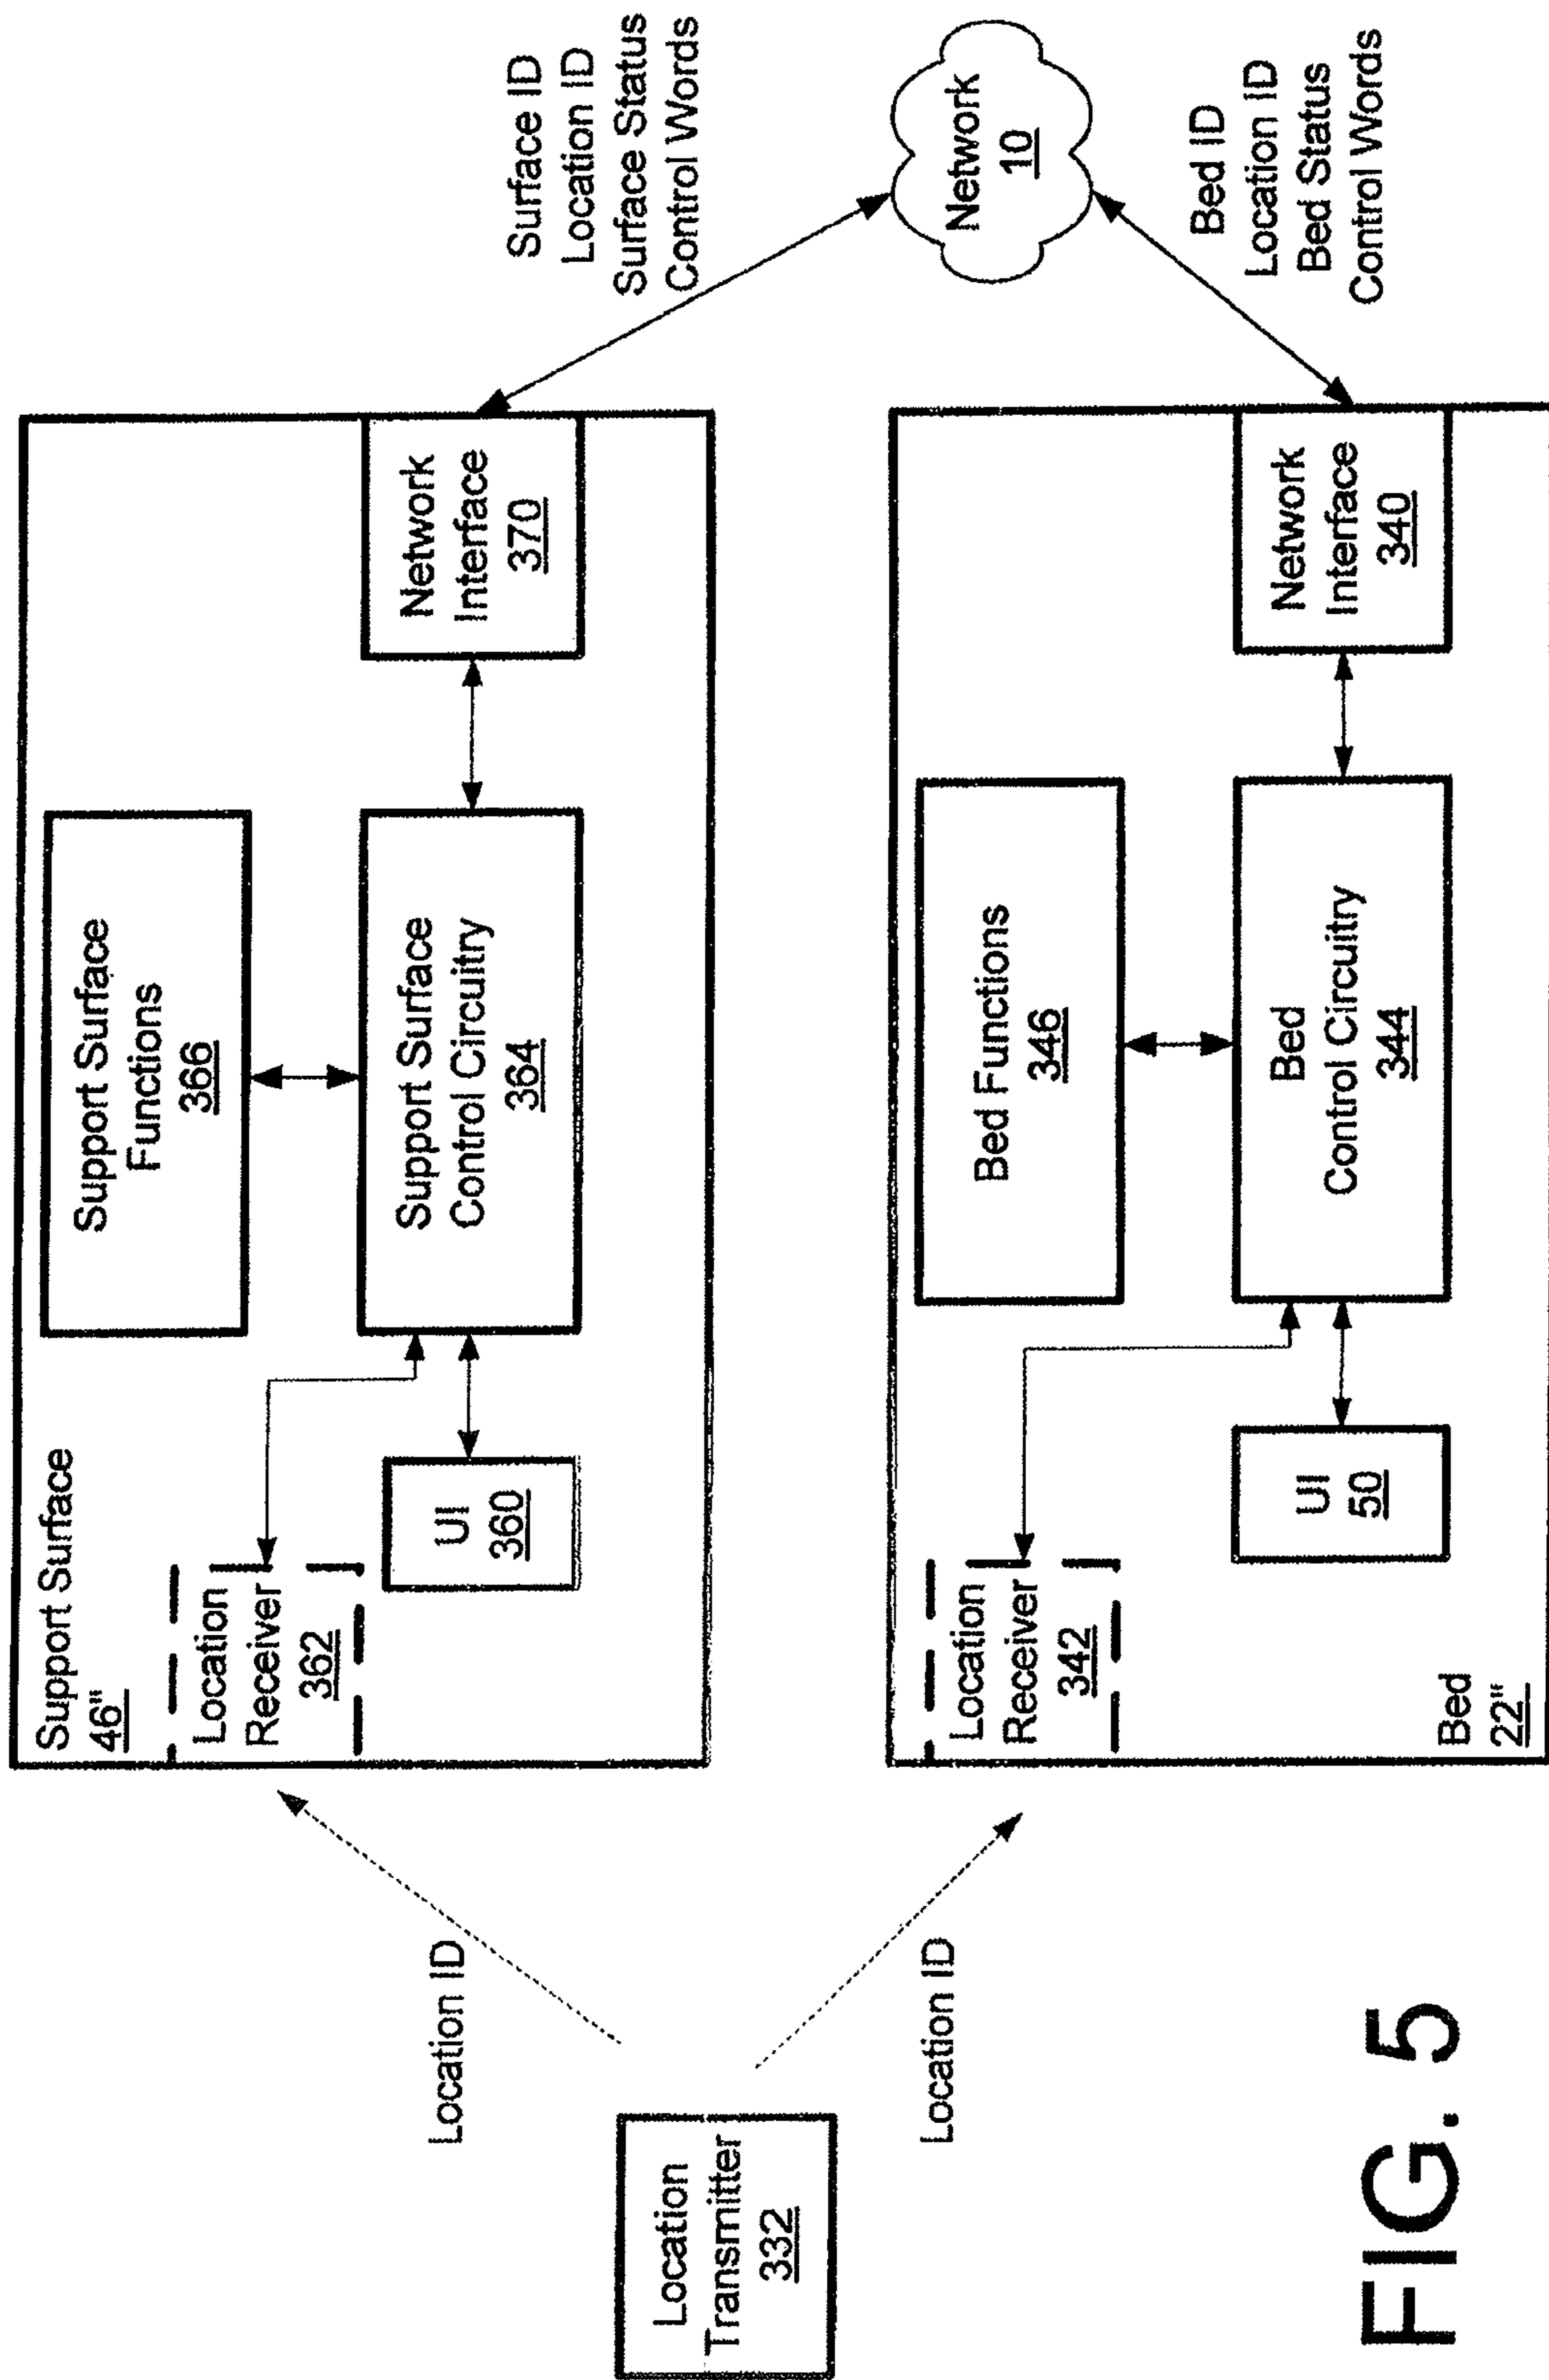 Support Surface
46"
Support Surface
Functions
366
Location
Receiver
362
Support Surface
Control Circuitry
364
Network
Interface
370
UI
360
Surface ID
Location ID
Surface Status
Control Words
Location ID
Location
Transmitter
332
Network
10
Location ID
Bed Functions
346
Location
Receiver
342
Bed
Control Circuitry
344
Network
Interface
340
UI
50
Bed
22"
Bed ID
Location ID
Bed Status
Control Words
FIG. 5